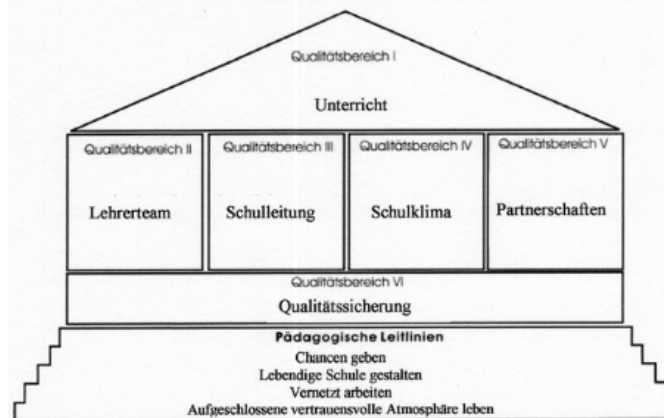 Qualitätsbereich I
Unterricht
Qualitätsbereich II
Qualitätsbereich III
Qualitätsbereich IV
Qualitätsbereich V
Lehrerteam
Schulleitung
Schulklima
Partnerschaften
Qualitätsbereich VI
Qualitätssicherung
Pädagogische Leitlinien
Chancen geben
Lebendige Schule gestalten
Vernetzt arbeiten
Aufgeschlossene vertrauensvolle Atmosphäre leben